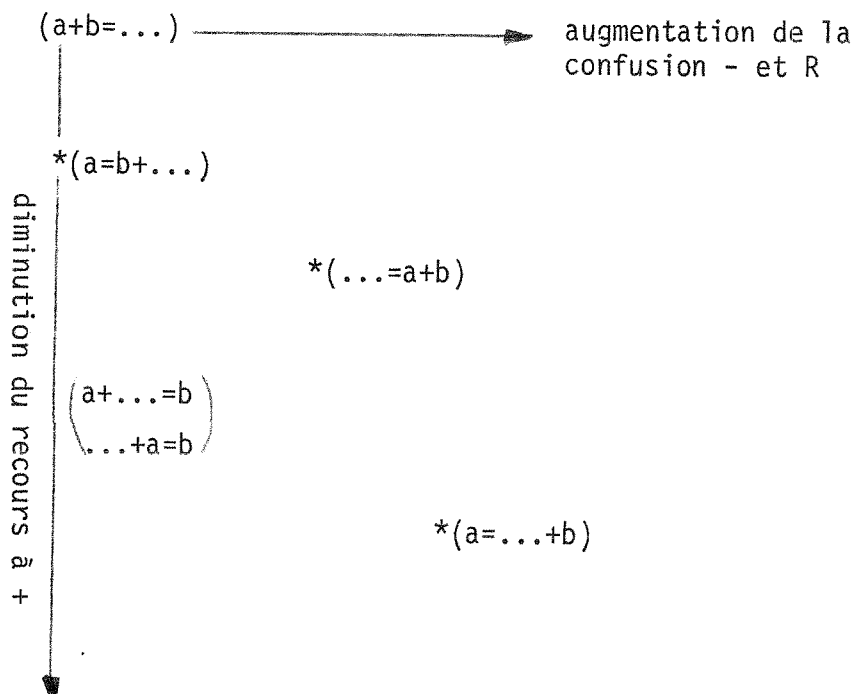 (a+b=...)
augmentation de la
confusion - et R
*(a=b+...)
*(...=a+b)
diminution du recours à +
a+...=b
...+a=b
*(a=...+b)